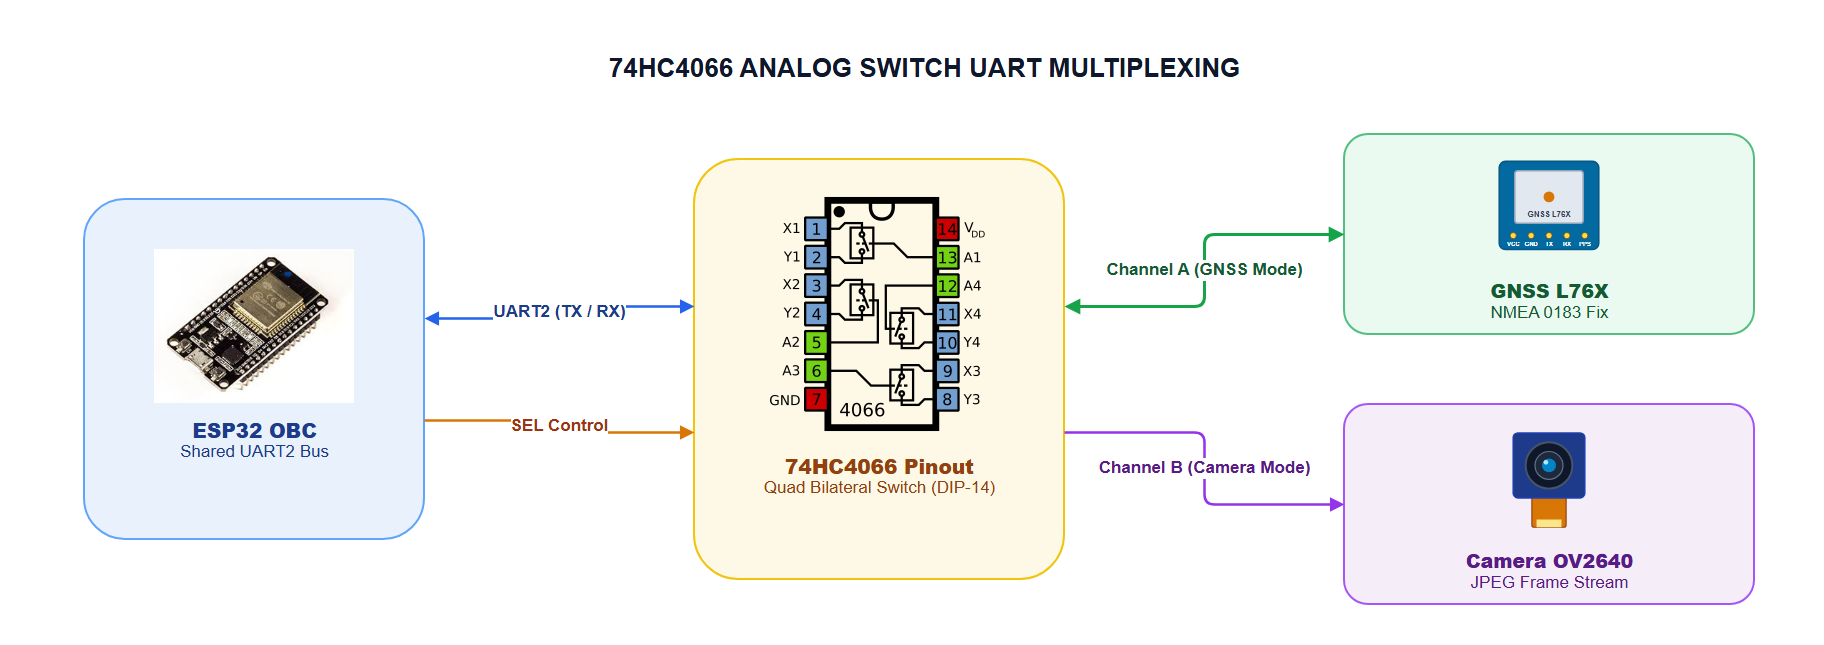 74HC4066 ANALOG SWITCH UART MULTIPLEXING
ESP32 OBC
Shared UART2 Bus
UART2 (TX / RX)
SEL Control
X1 1
Y1 2
X2 3
Y2 4
A2 5
A3 6
GND 7
14 VDD
13 A1
12 A4
11 X4
10 Y4
9 X3
8 Y3
4066
74HC4066 Pinout
Quad Bilateral Switch (DIP-14)
Channel A (GNSS Mode)
Channel B (Camera Mode)
GNSS L76X
VCC GND TX RX PPS
GNSS L76X
NMEA 0183 Fix
Camera OV2640
JPEG Frame Stream